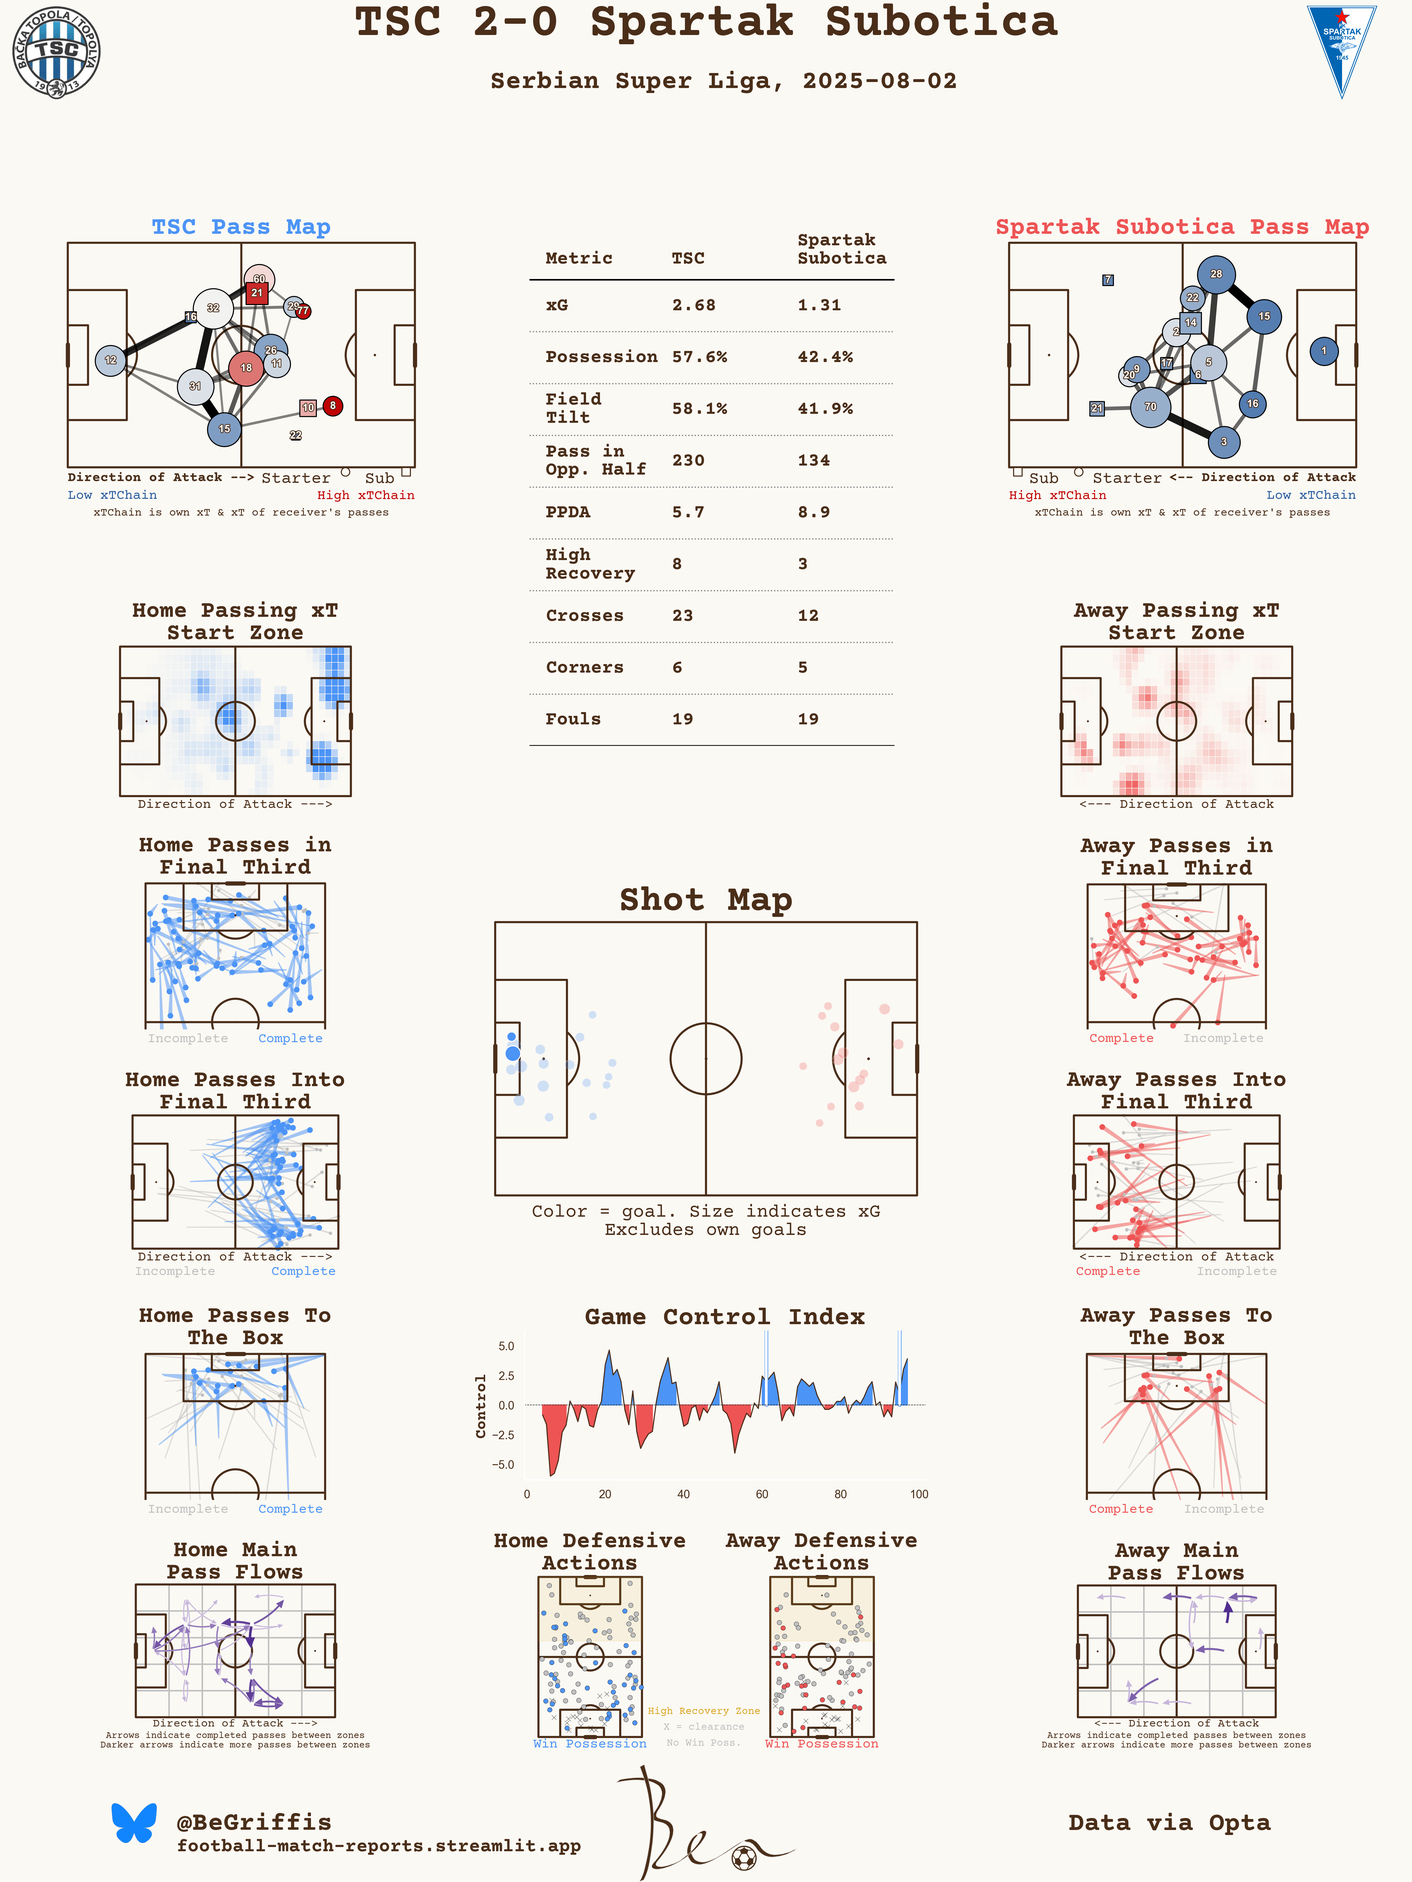 TSC 2-0 Spartak Subotica
Serbian Super Liga, 2025-08-02
BAČKA TOPOLA/TOPOLYA
TSC
1913
SPARTAK
SUBOTICA
1945
TSC Pass Map
60
21
32
29
77
16
12
26
11
18
31
10
8
15
22
Direction of Attack --> Starter Sub
Low xTChain High xTChain
xTChain is own xT & xT of receiver's passes
Metric TSC Spartak
Subotica
xG 2.68 1.31
Possession 57.6% 42.4%
Field
Tilt 58.1% 41.9%
Pass in
Opp. Half 230 134
PPDA 5.7 8.9
High
Recovery 8 3
Crosses 23 12
Corners 6 5
Fouls 19 19
Spartak Subotica Pass Map
7
28
22
15
14
2
1
5
17
9
20
6
21
70
16
3
Sub Starter <-- Direction of Attack
High xTChain Low xTChain
xTChain is own xT & xT of receiver's passes
Home Passing xT
Start Zone
Direction of Attack --->
Away Passing xT
Start Zone
<--- Direction of Attack
Home Passes in
Final Third
Incomplete Complete
Away Passes in
Final Third
Complete Incomplete
Shot Map
Color = goal. Size indicates xG
Excludes own goals
Home Passes Into
Final Third
Direction of Attack --->
Incomplete Complete
Away Passes Into
Final Third
<--- Direction of Attack
Complete Incomplete
Home Passes To
The Box
Incomplete Complete
Game Control Index
Control
5.0
2.5
0.0
−2.5
−5.0
0 20 40 60 80 100
Away Passes To
The Box
Complete Incomplete
Home Main
Pass Flows
Direction of Attack --->
Arrows indicate completed passes between zones
Darker arrows indicate more passes between zones
Home Defensive
Actions
Win Possession
High Recovery Zone
X = clearance
No Win Poss.
Away Defensive
Actions
Win Possession
Away Main
Pass Flows
<--- Direction of Attack
Arrows indicate completed passes between zones
Darker arrows indicate more passes between zones
@BeGriffis
football-match-reports.streamlit.app
Ben
Data via Opta